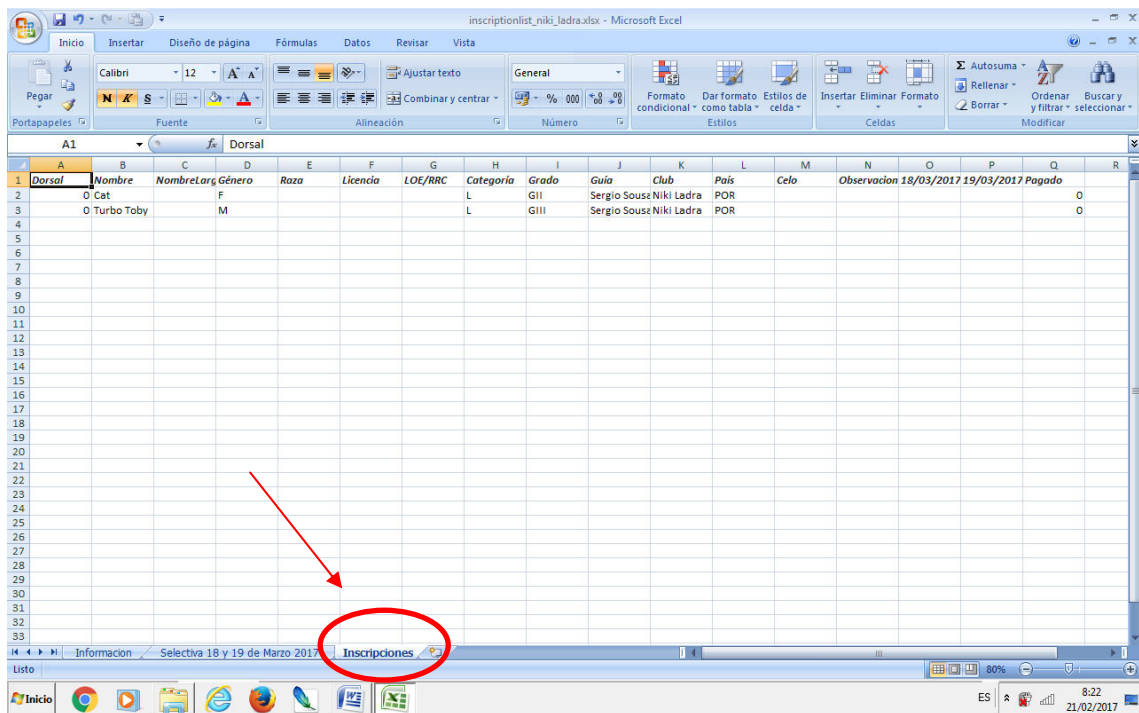 inscriptionlist_niki_ladra.xlsx - Microsoft Excel
Inicio Insertar Diseño de página Fórmulas Datos Revisar Vista
Pegar
Portapapeles
Calibri 12 A A
N K S A
Fuente
Ajustar texto
Combinar y centrar
Alineación
General
% 000
Número
Formato condicional
Dar formato como tabla
Estilos de celda
Estilos
Insertar Eliminar Formato
Celdas
Σ Autosuma
Rellenar
Borrar
Ordenar y filtrar
Buscar y seleccionar
Modificar
A1 fx Dorsal
A B C D E F G H I J K L M N O P Q R
1 Dorsal Nombre NombreLarg Género Raza Licencia LOE/RRC Categoría Grado Guía Club País Celo Observacion 18/03/2017 19/03/2017 Pagado
2 0 Cat F L GII Sergio Sousa Niki Ladra POR 0
3 0 Turbo Toby M L GIII Sergio Sousa Niki Ladra POR 0
4
5
6
7
8
9
10
11
12
13
14
15
16
17
18
19
20
21
22
23
24
25
26
27
28
29
30
31
32
33
Informacion Selectiva 18 y 19 de Marzo 2017 Inscripciones
Listo 80%
Inicio ES 8:22
21/02/2017